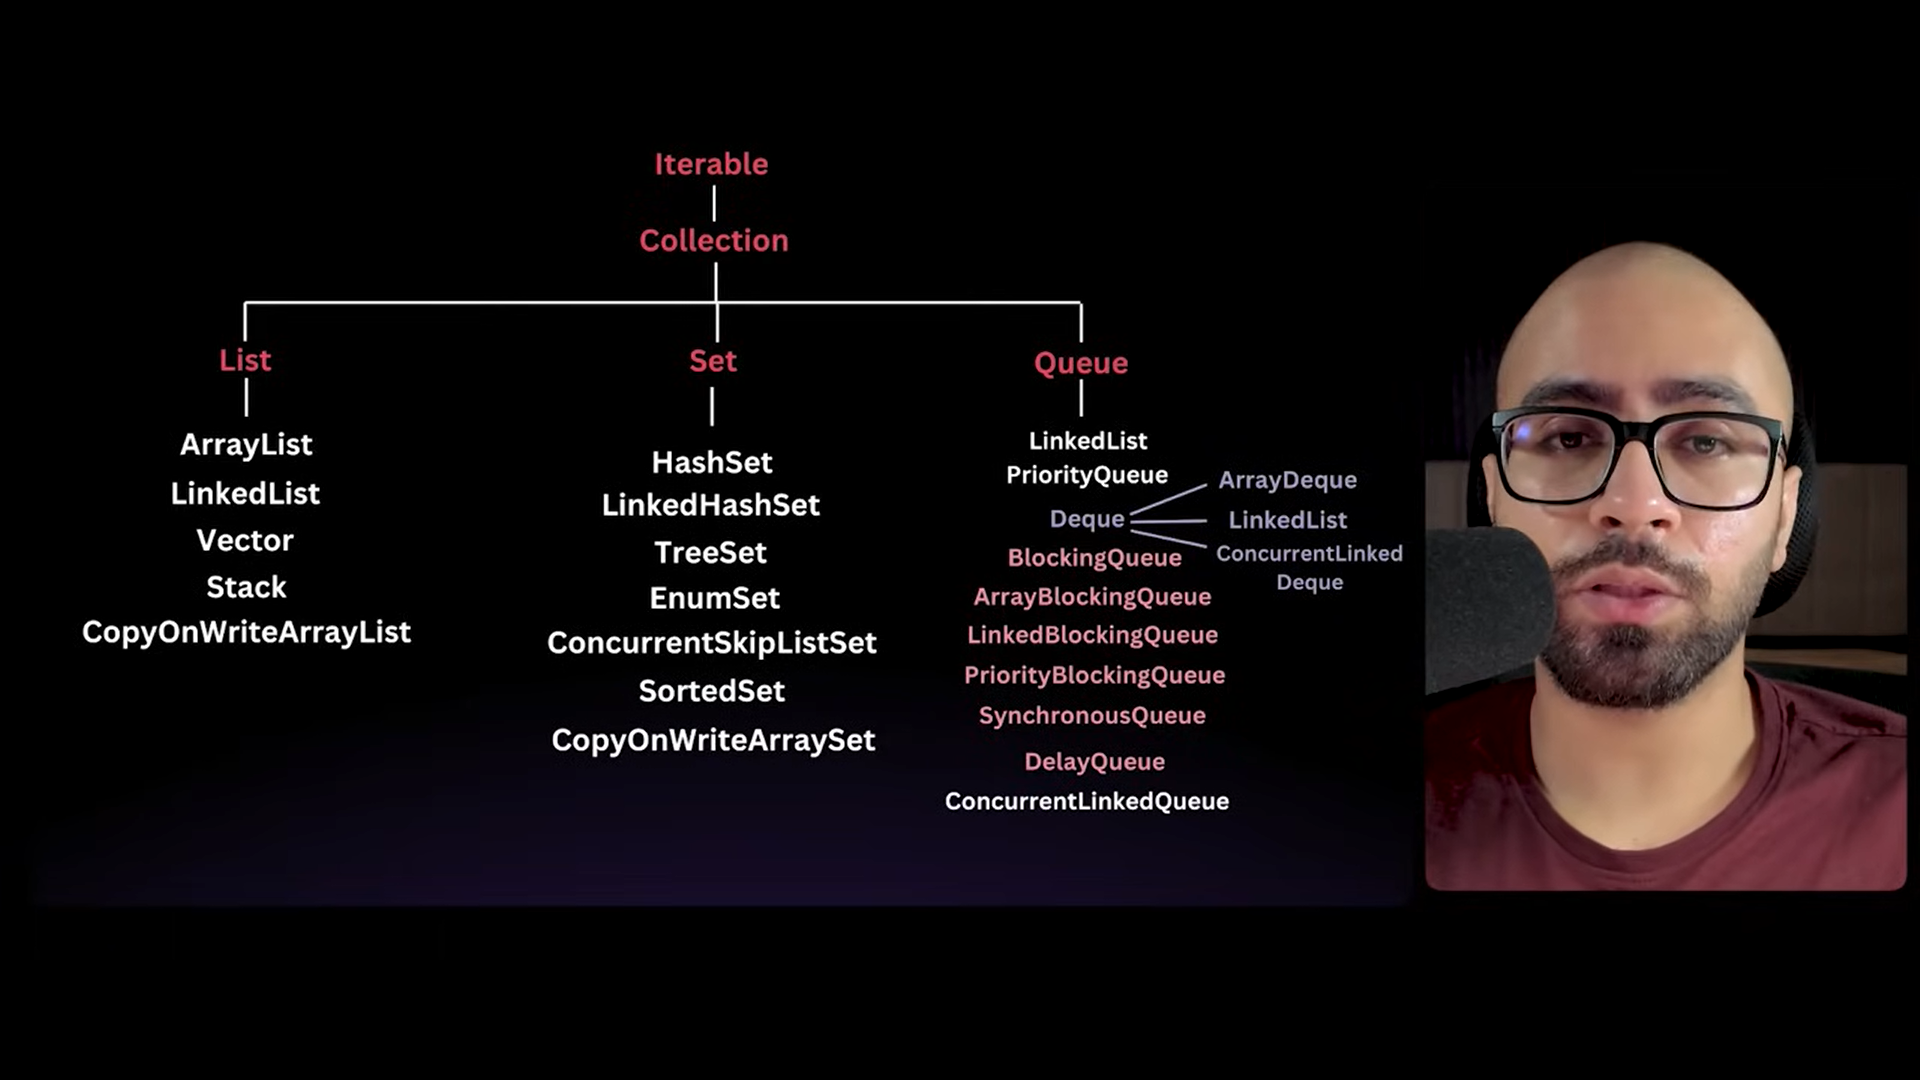 Iterable
Collection
List
Set
Queue
ArrayList
LinkedList
Vector
Stack
CopyOnWriteArrayList
HashSet
LinkedHashSet
TreeSet
EnumSet
ConcurrentSkipListSet
SortedSet
CopyOnWriteArraySet
LinkedList
PriorityQueue
Deque
ArrayDeque
LinkedList
ConcurrentLinked
Deque
BlockingQueue
ArrayBlockingQueue
LinkedBlockingQueue
PriorityBlockingQueue
SynchronousQueue
DelayQueue
ConcurrentLinkedQueue